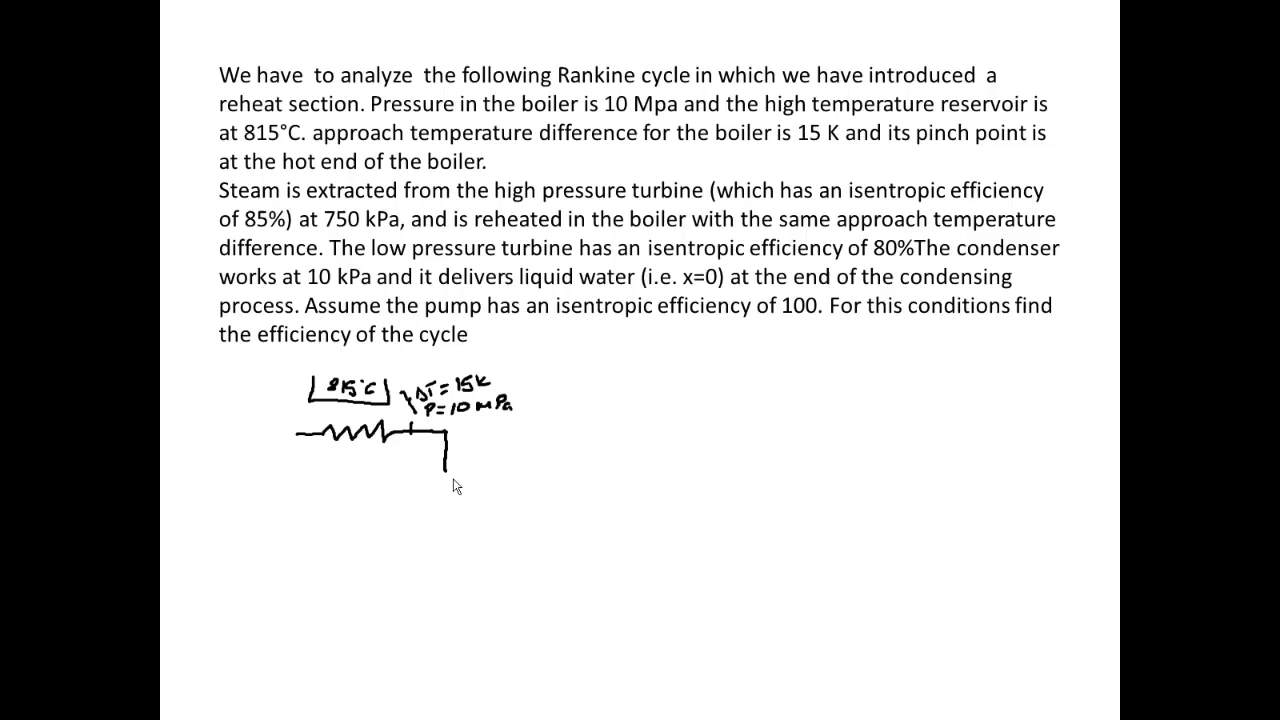 We have  to analyze  the following Rankine cycle in which we have introduced  a
reheat section. Pressure in the boiler is 10 Mpa and the high temperature reservoir is
at 815°C. approach temperature difference for the boiler is 15 K and its pinch point is
at the hot end of the boiler.
Steam is extracted from the high pressure turbine (which has an isentropic efficiency
of 85%) at 750 kPa, and is reheated in the boiler with the same approach temperature
difference. The low pressure turbine has an isentropic efficiency of 80%The condenser
works at 10 kPa and it delivers liquid water (i.e. x=0) at the end of the condensing
process. Assume the pump has an isentropic efficiency of 100. For this conditions find
the efficiency of the cycle
815°C
ΔT=15K
P=10 MPa